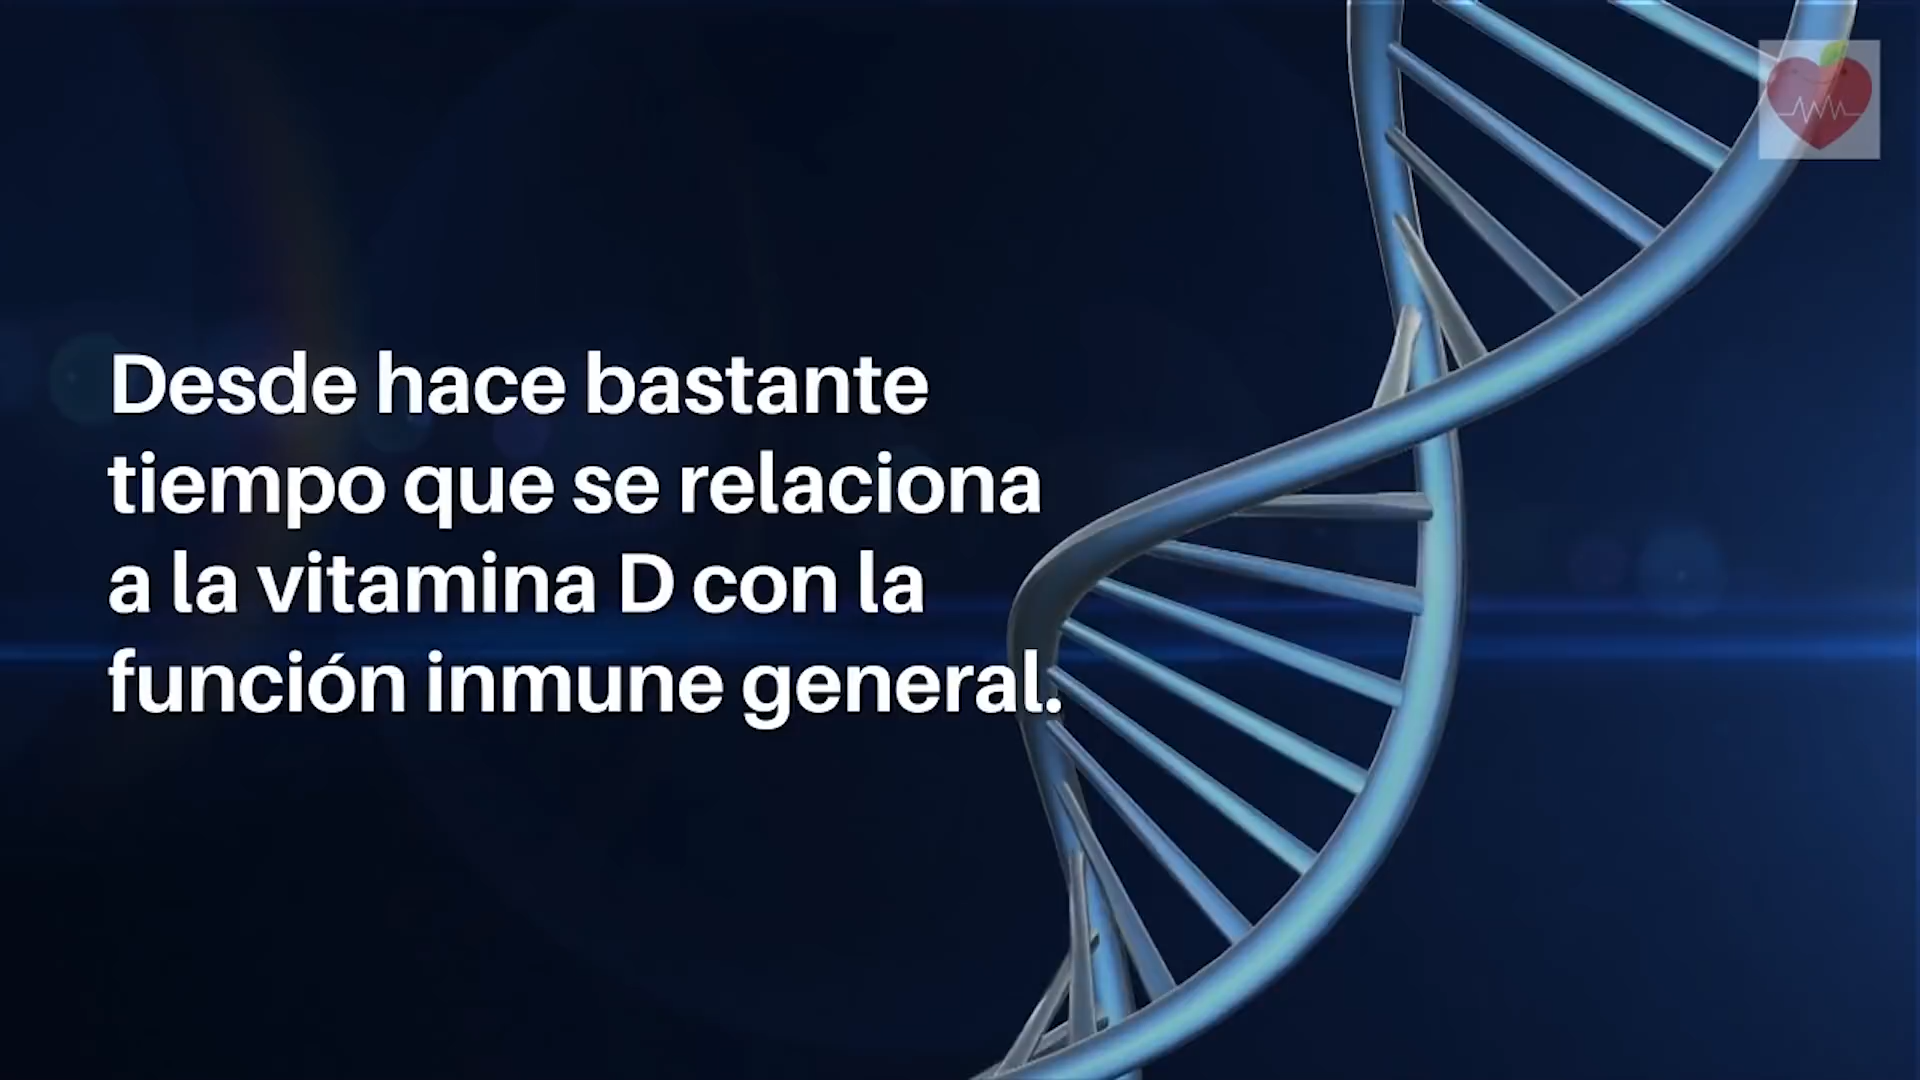 Desde hace bastante
tiempo que se relaciona
a la vitamina D con la
función inmune general.